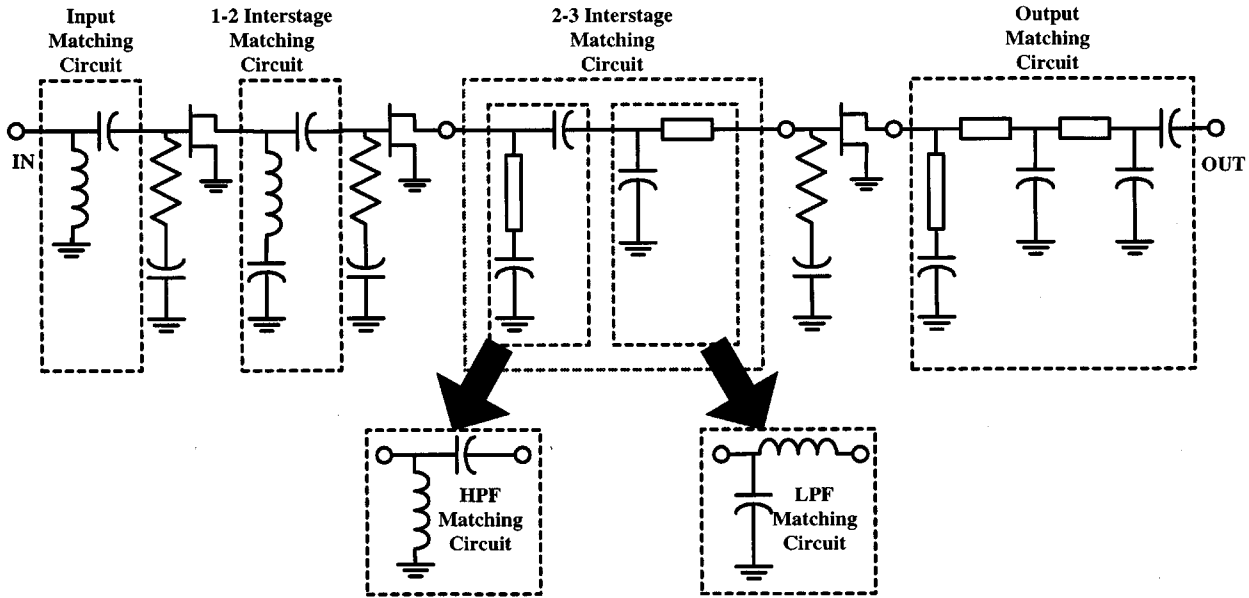 Input
Matching
Circuit
1-2 Interstage
Matching
Circuit
2-3 Interstage
Matching
Circuit
Output
Matching
Circuit
IN
OUT
HPF
Matching
Circuit
LPF
Matching
Circuit